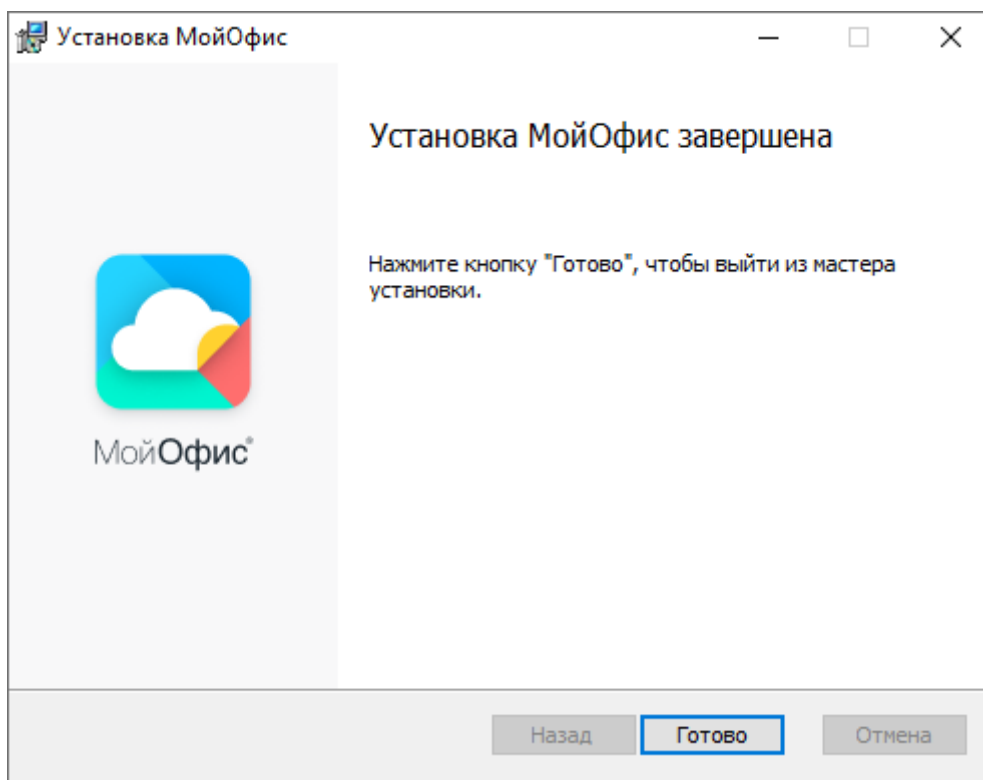 Установка МойОфис
Установка МойОфис завершена
Нажмите кнопку "Готово", чтобы выйти из мастера
установки.
МойОфис®
Назад
Готово
Отмена